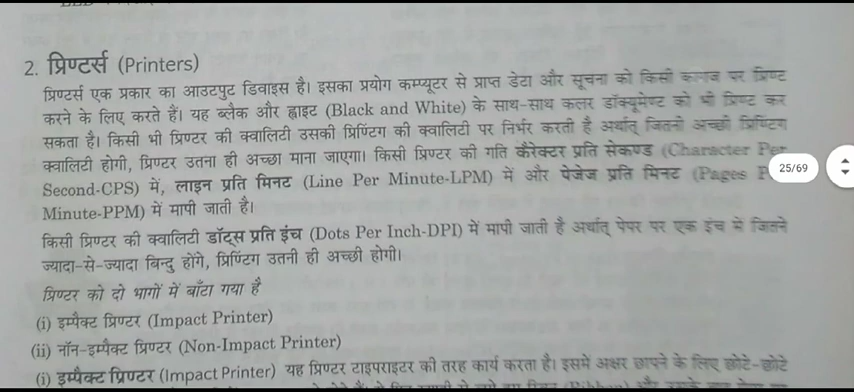 2. प्रिण्टर्स (Printers)
प्रिण्टर्स एक प्रकार का आउटपुट डिवाइस है। इसका प्रयोग कम्प्यूटर से प्राप्त डेटा और सूचना को किसी कागज पर प्रिण्ट
करने के लिए करते हैं। यह ब्लैक और ह्वाइट (Black and White) के साथ-साथ कलर डॉक्यूमेण्ट को भी प्रिण्ट कर
सकता है। किसी भी प्रिण्टर की क्वालिटी उसकी प्रिण्टिग की क्वालिटी पर निर्भर करती है अर्थात् जितनी अच्छी प्रिण्टिग
क्वालिटी होगी, प्रिण्टर उतना ही अच्छा माना जाएगा। किसी प्रिण्टर की गति कैरेक्टर प्रति सेकण्ड (Character Per
Second-CPS) में, लाइन प्रति मिनट (Line Per Minute-LPM) में और पेजेज प्रति मिनट (Pages P
25/69
Minute-PPM) में मापी जाती है।
किसी प्रिण्टर की क्वालिटी डॉट्स प्रति इंच (Dots Per Inch-DPI) में मापी जाती है अर्थात् पेपर पर एक इंच में जितने
ज्यादा-से-ज्यादा बिन्दु होंगे, प्रिण्टिग उतनी ही अच्छी होगी।
प्रिण्टर को दो भागों में बाँटा गया है
(i) इम्पैक्ट प्रिण्टर (Impact Printer)
(ii) नॉन-इम्पैक्ट प्रिण्टर (Non-Impact Printer)
(i) इम्पैक्ट प्रिण्टर (Impact Printer) यह प्रिण्टर टाइपराइटर की तरह कार्य करता है। इसमें अक्षर छापने के लिए छोटे-छोटे